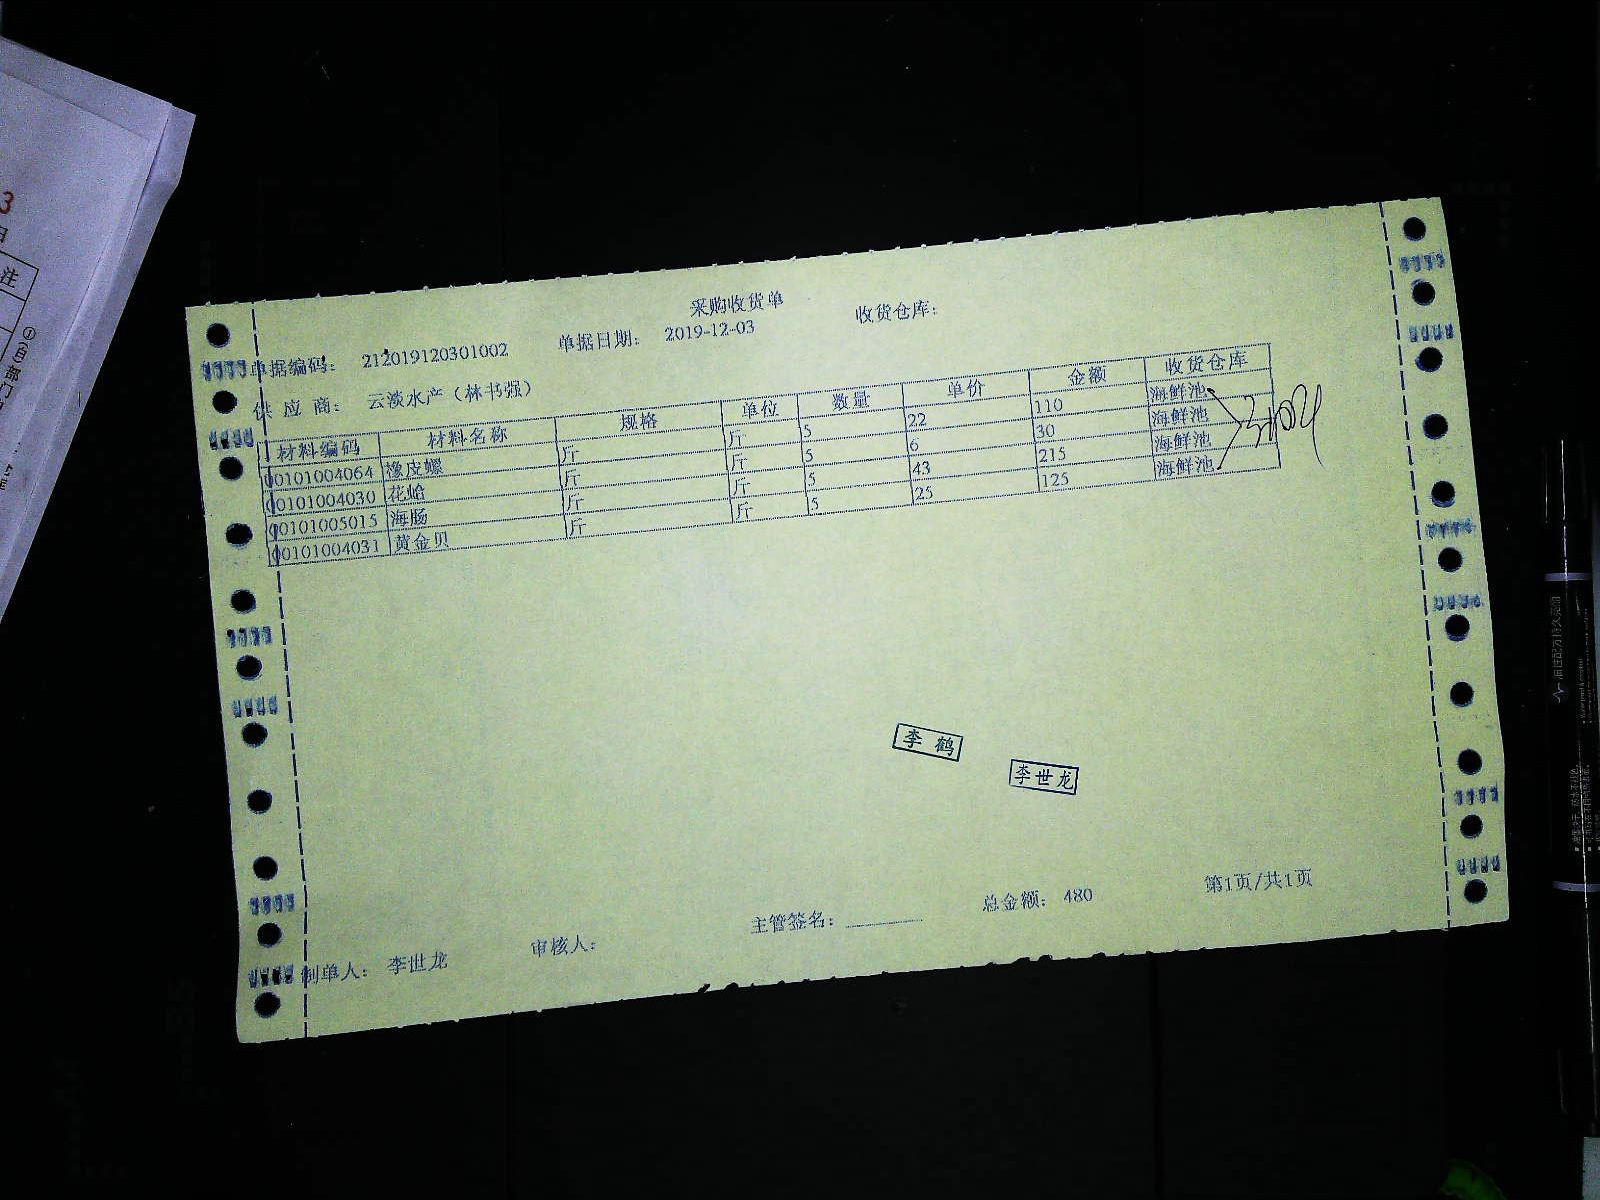 采购收货单
单据编码： 212019120301002 单据日期： 2019-12-03 收货仓库：
供 应 商： 云淡水产（林书强）
材料编码 材料名称 规格 单位 数量 单价 金额 收货仓库
00101004064 橡皮螺 斤 斤 5 22 110 海鲜池
00101004030 花蛤 斤 斤 5 6 30 海鲜池
00101005015 海肠 斤 斤 5 43 215 海鲜池
00101004031 黄金贝 斤 斤 5 25 125 海鲜池
李 鹤
李世龙
制单人： 李世龙 审核人： 主管签名： 总金额： 480 第1页/共1页
3
日
注